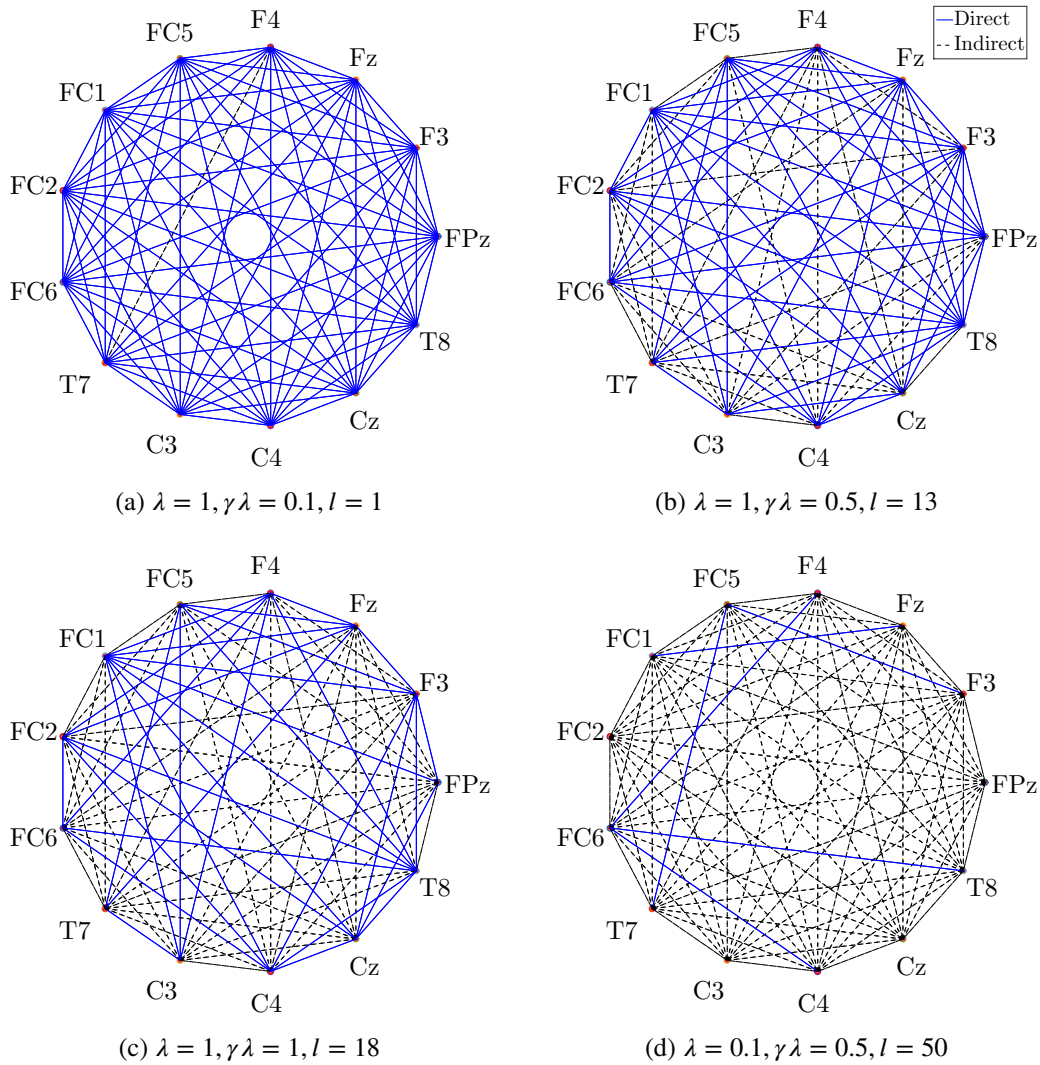 F4
FC5
Fz
FC1
F3
FC2
FPz
FC6
T8
T7
Cz
C3
C4
(a) λ = 1, γλ = 0.1, l = 1
Direct
Indirect
F4
FC5
Fz
FC1
F3
FC2
FPz
FC6
T8
T7
Cz
C3
C4
(b) λ = 1, γλ = 0.5, l = 13
F4
FC5
Fz
FC1
F3
FC2
FPz
FC6
T8
T7
Cz
C3
C4
(c) λ = 1, γλ = 1, l = 18
F4
FC5
Fz
FC1
F3
FC2
FPz
FC6
T8
T7
Cz
C3
C4
(d) λ = 0.1, γλ = 0.5, l = 50